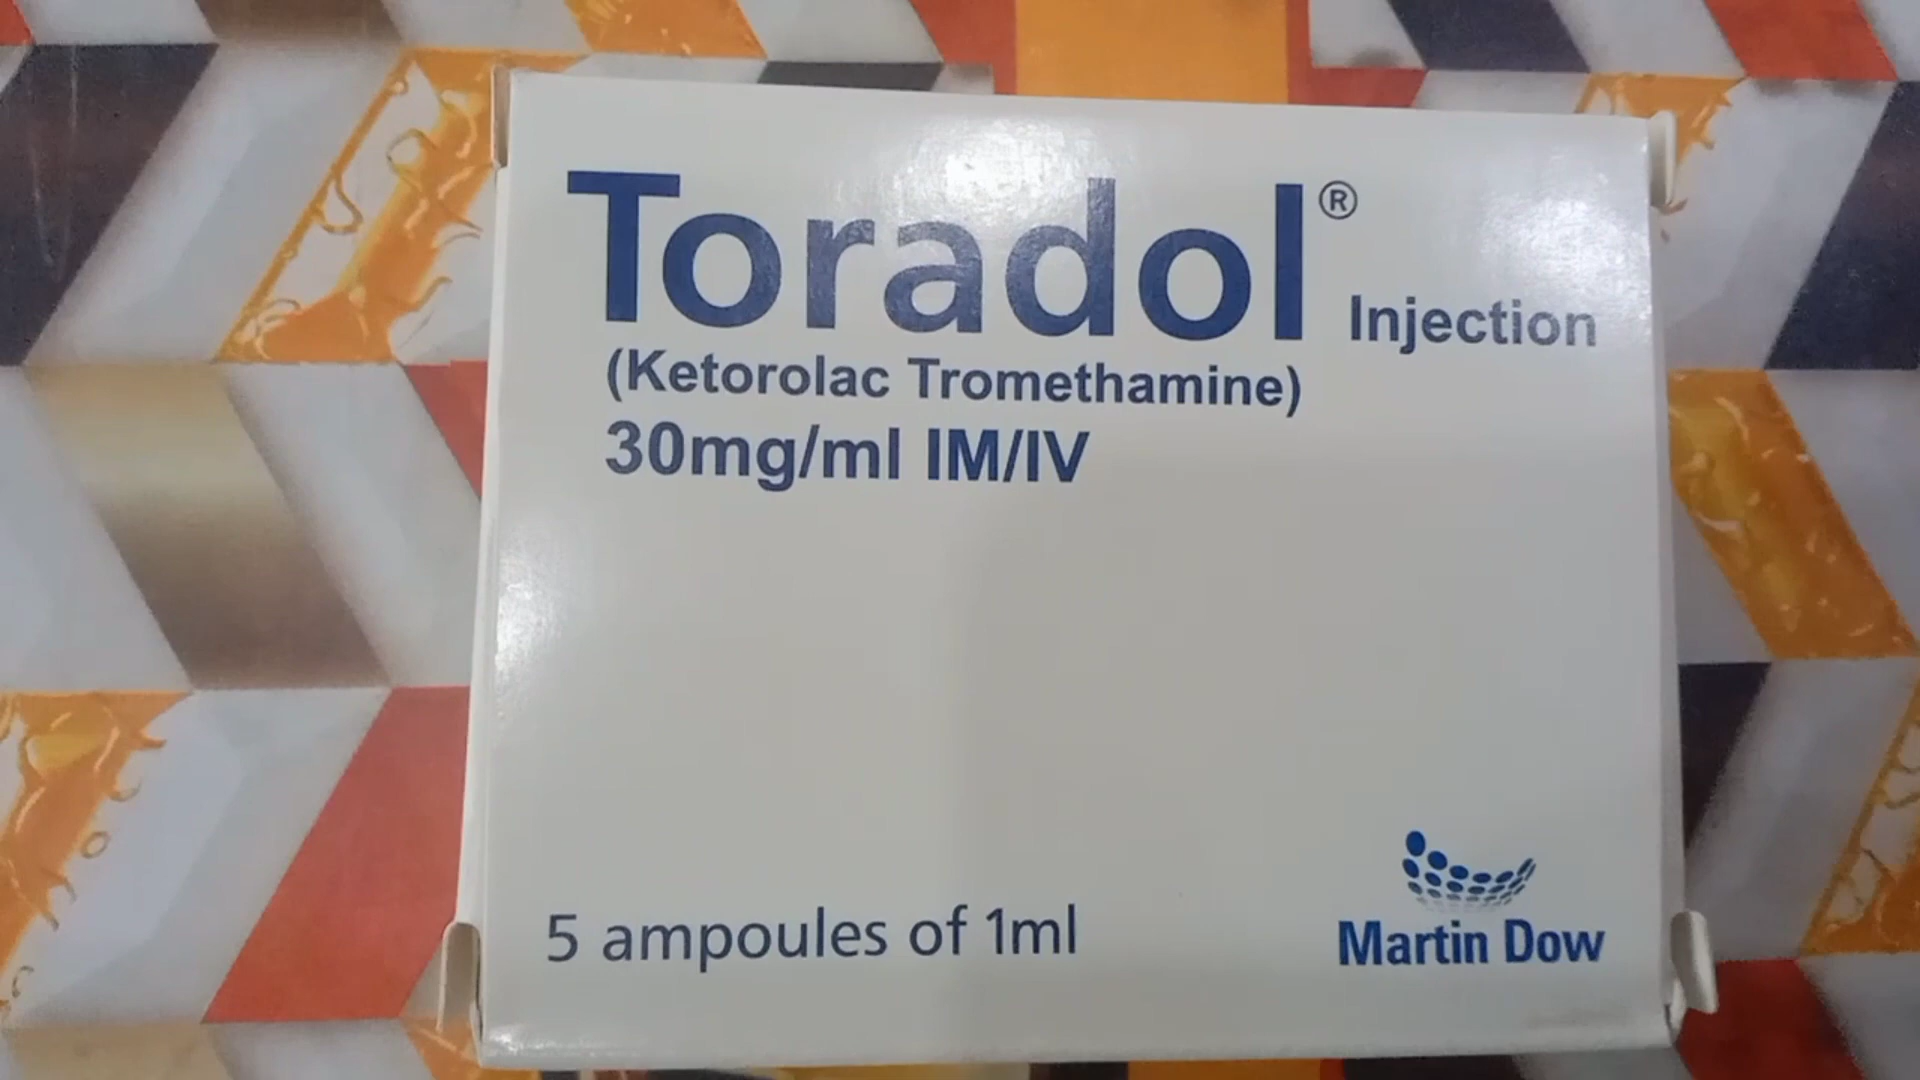 Toradol® Injection
(Ketorolac Tromethamine)
30mg/ml IM/IV
5 ampoules of 1ml
Martin Dow